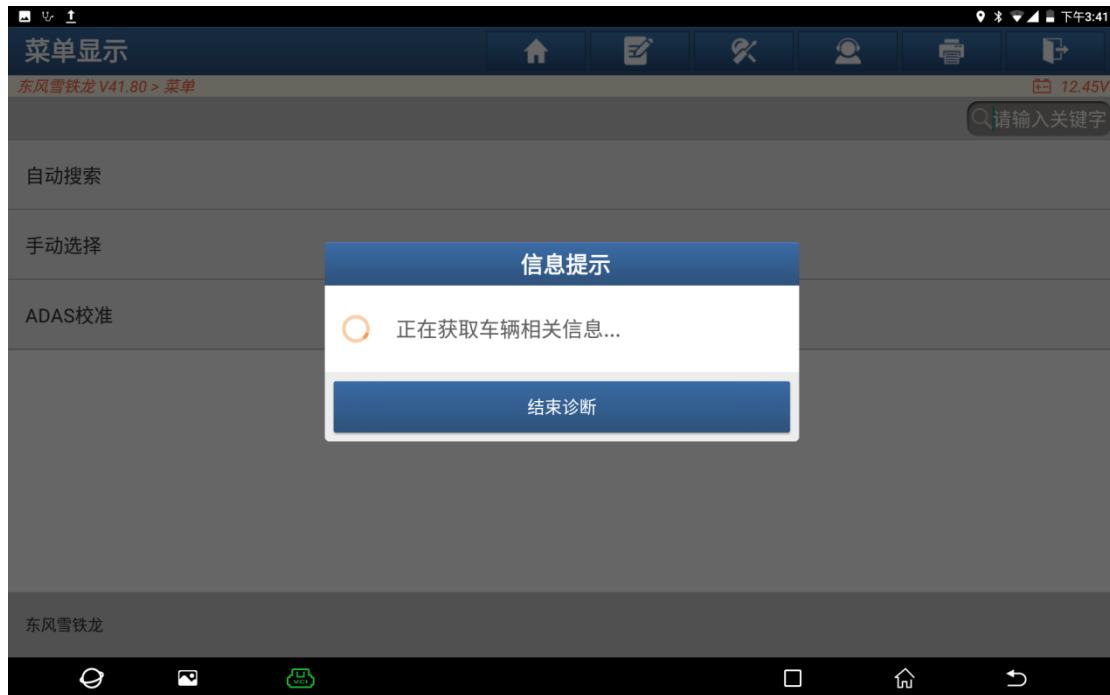 下午3:41
菜单显示
东风雪铁龙 V41.80 > 菜单
12.45V
请输入关键字
自动搜索
手动选择
ADAS校准
信息提示
正在获取车辆相关信息...
结束诊断
东风雪铁龙
VCI